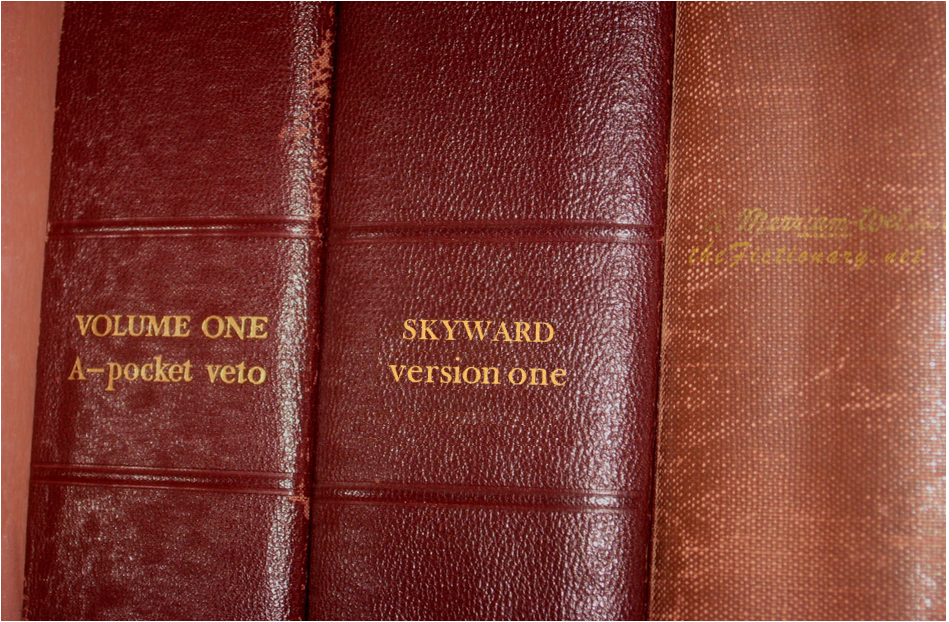 VOLUME ONE
A–pocket veto
SKYWARD
version one
theFictionary.net